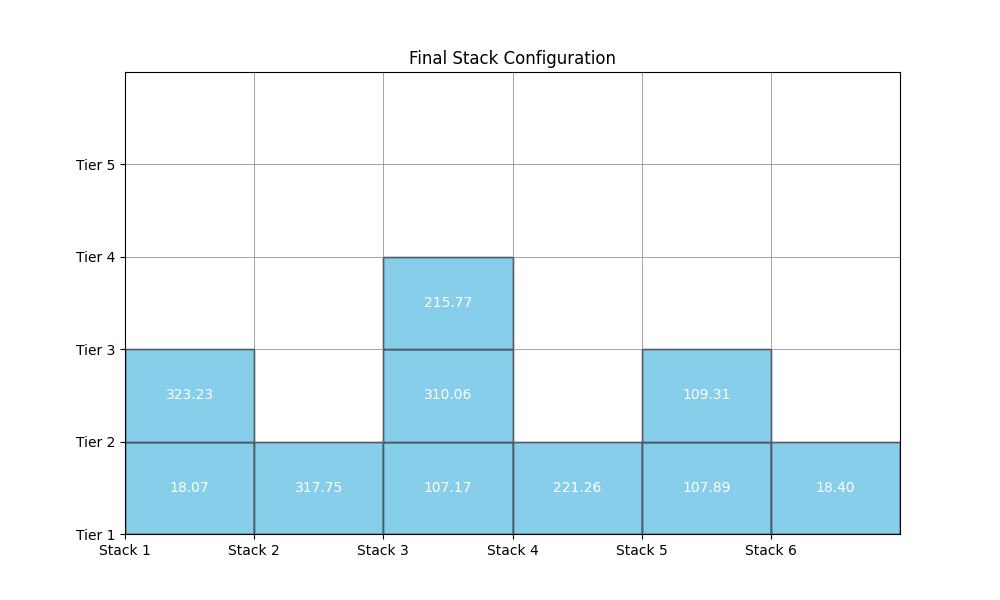 Final Stack Configuration
Tier 5
Tier 4
215.77
Tier 3
323.23 310.06 109.31
Tier 2
18.07 317.75 107.17 221.26 107.89 18.40
Tier 1
Stack 1 Stack 2 Stack 3 Stack 4 Stack 5 Stack 6